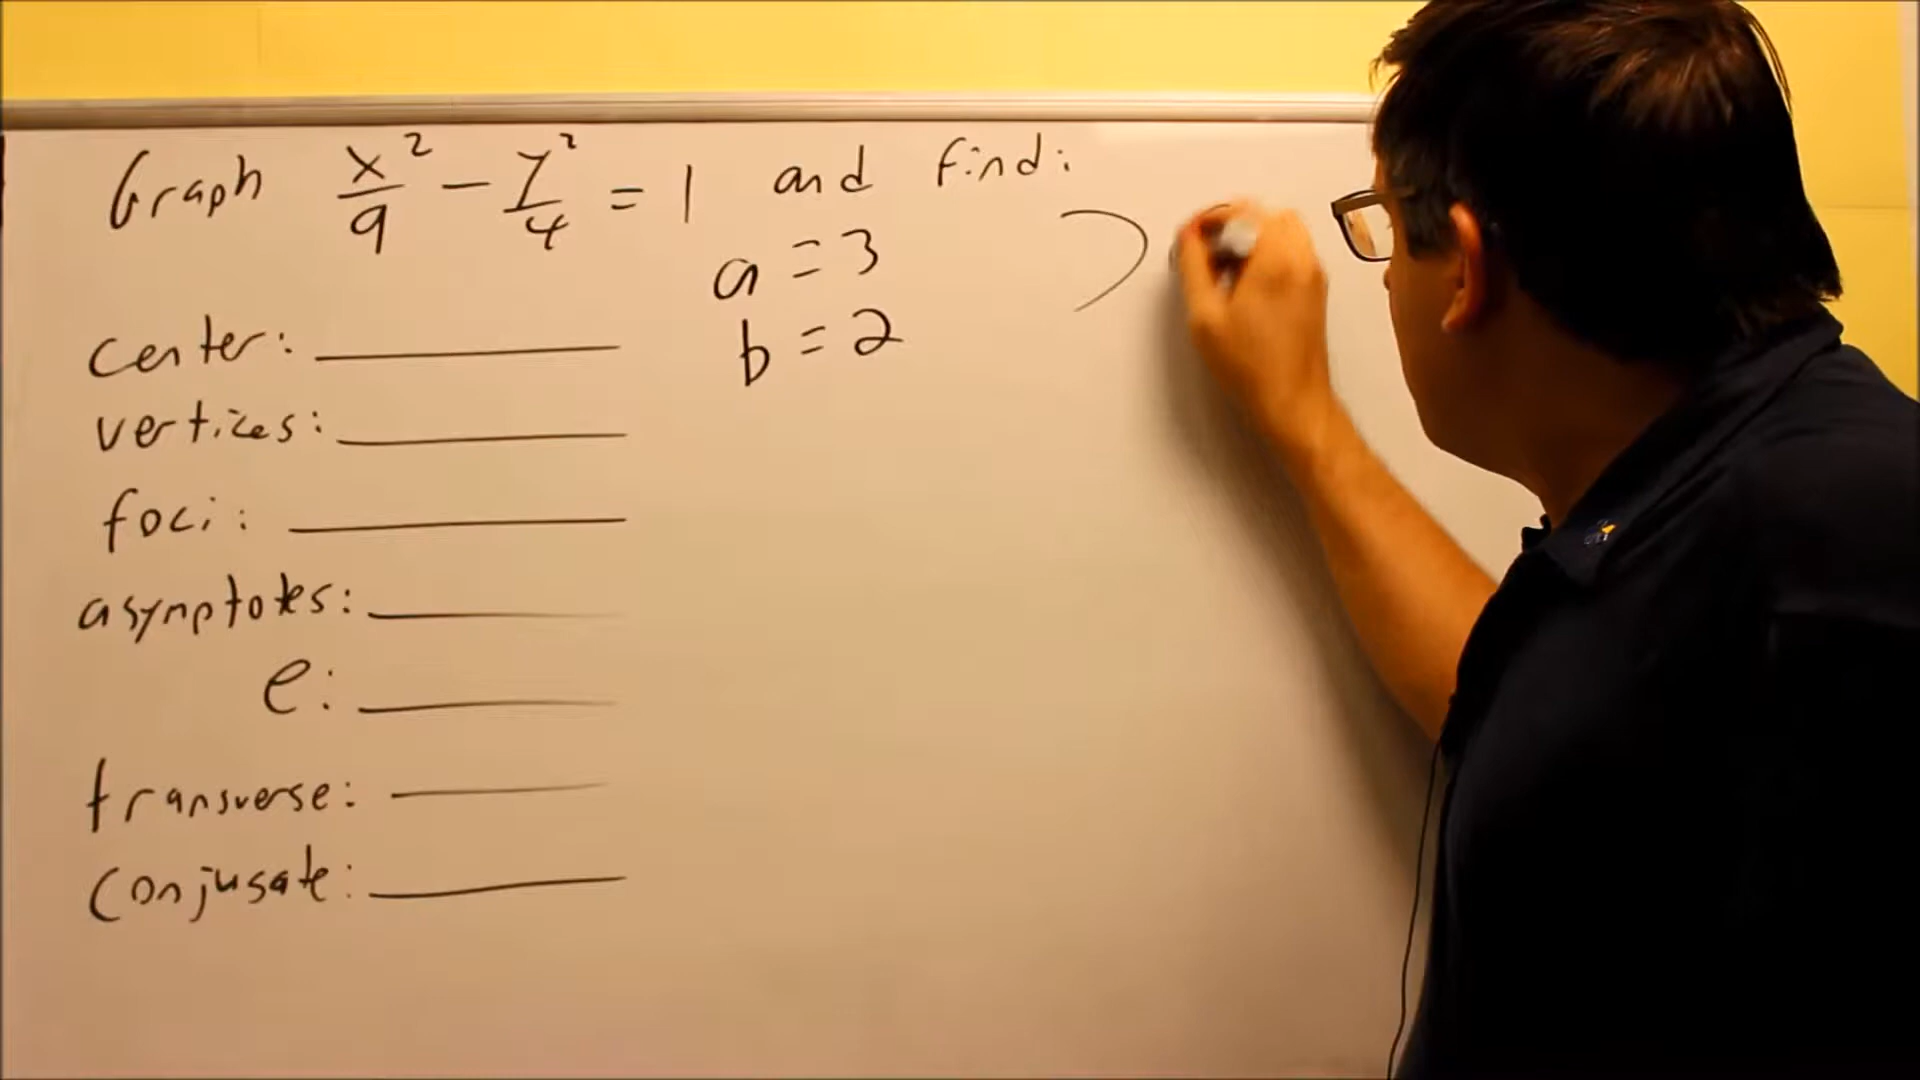 Graph x²/9 - y²/4 = 1 and find:
a = 3
b = 2
center:
vertices:
foci:
asymptotes:
e:
transverse:
conjugate: